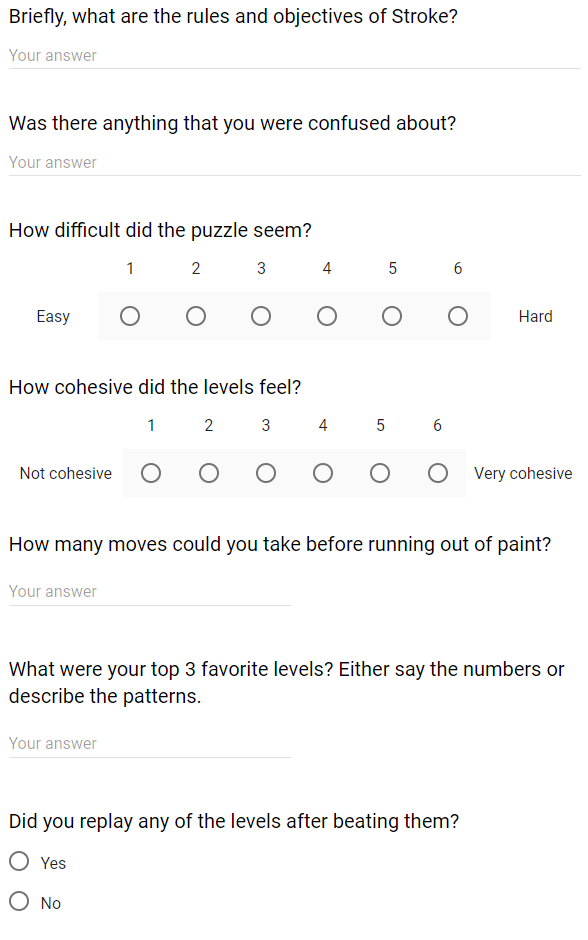 Briefly, what are the rules and objectives of Stroke?
Your answer
Was there anything that you were confused about?
Your answer
How difficult did the puzzle seem?
1 2 3 4 5 6
Easy Hard
How cohesive did the levels feel?
1 2 3 4 5 6
Not cohesive Very cohesive
How many moves could you take before running out of paint?
Your answer
What were your top 3 favorite levels? Either say the numbers or
describe the patterns.
Your answer
Did you replay any of the levels after beating them?
Yes
No